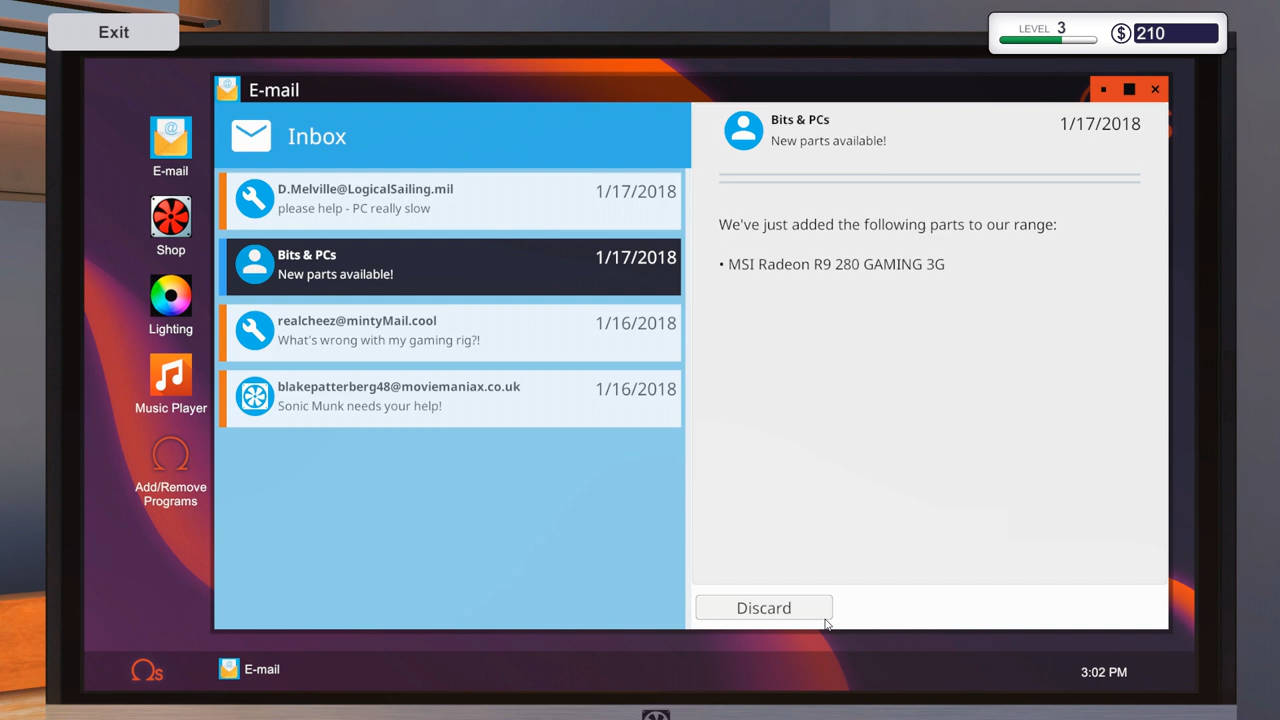 Exit
LEVEL 3
$ 210
E-mail
E-mail
Shop
Lighting
Music Player
Add/Remove
Programs
Inbox
D.Melville@LogicalSailing.mil
1/17/2018
please help - PC really slow
Bits & PCs
1/17/2018
New parts available!
realcheez@mintyMail.cool
1/16/2018
What's wrong with my gaming rig?!
blakepatterberg48@moviemaniax.co.uk
1/16/2018
Sonic Munk needs your help!
Bits & PCs
1/17/2018
New parts available!
We've just added the following parts to our range:
• MSI Radeon R9 280 GAMING 3G
Discard
Ωs
E-mail
3:02 PM